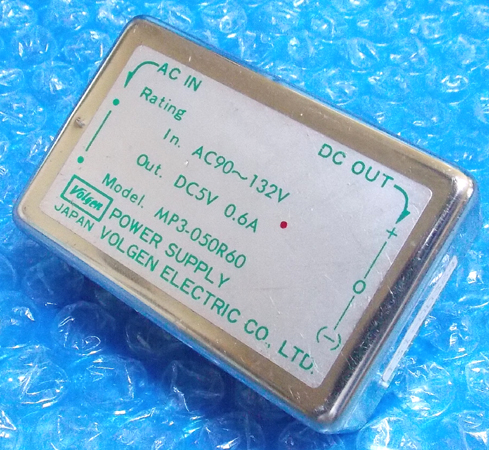 AC IN
DC OUT
Rating
In. AC90～132V
Out. DC5V 0.6A
Model. MP3-050R60
Volgen POWER SUPPLY
JAPAN VOLGEN ELECTRIC CO., LTD.
+
(−)